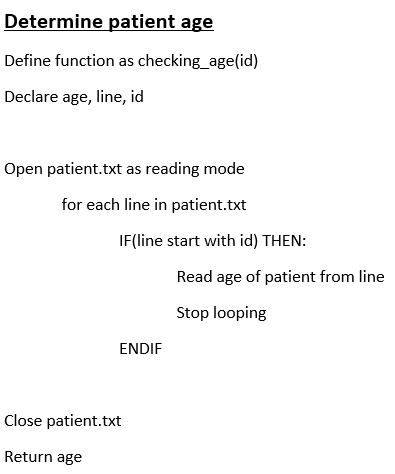 Determine patient age
Define function as checking_age(id)
Declare age, line, id
Open patient.txt as reading mode
for each line in patient.txt
IF(line start with id) THEN:
Read age of patient from line
Stop looping
ENDIF
Close patient.txt
Return age